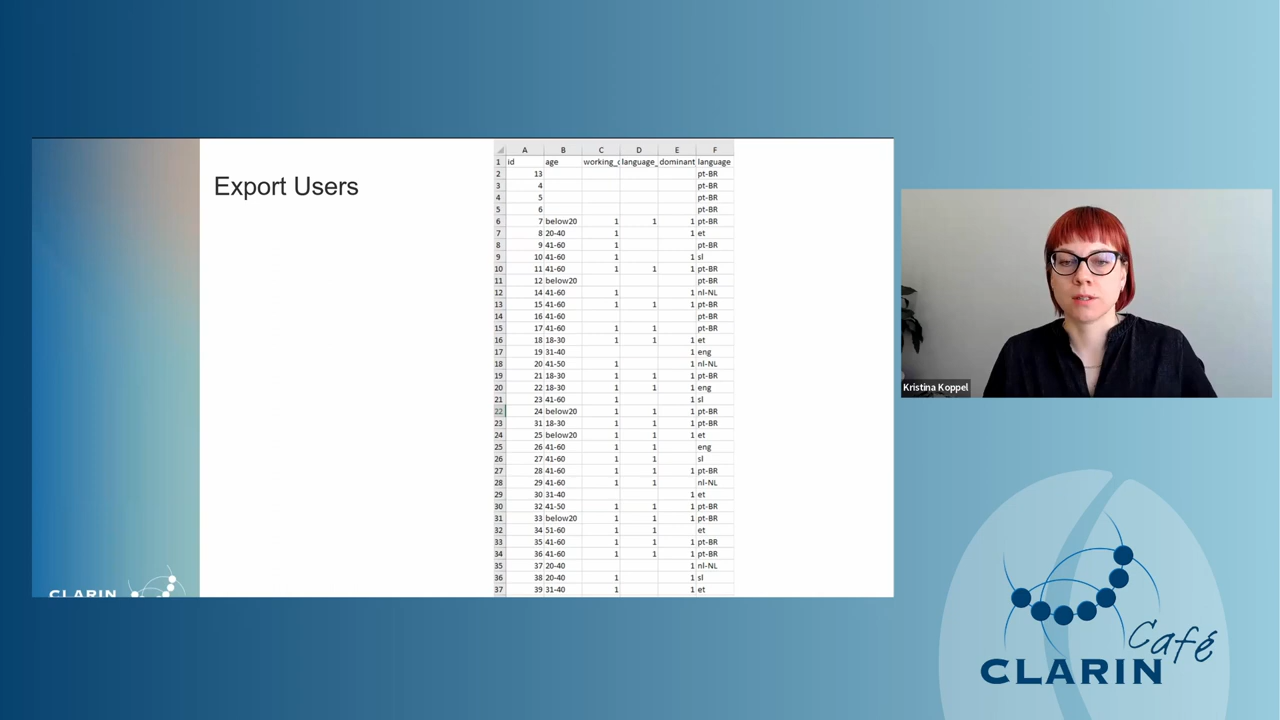 Export Users
A B C D E F
1 id age working_c language_ dominant language
2 13 pt-BR
3 4 pt-BR
4 5 pt-BR
5 6 pt-BR
6 7 below20 1 1 1 pt-BR
7 8 20-40 1 1 et
8 9 41-60 1 pt-BR
9 10 41-60 1 1 sl
10 11 41-60 1 1 1 pt-BR
11 12 below20 pt-BR
12 14 41-60 1 1 nl-NL
13 15 41-60 1 1 1 pt-BR
14 16 41-60 pt-BR
15 17 41-60 1 1 pt-BR
16 18 18-30 1 1 1 et
17 19 31-40 1 eng
18 20 41-50 1 1 nl-NL
19 21 18-30 1 1 1 pt-BR
20 22 18-30 1 1 1 eng
21 23 41-60 1 1 sl
22 24 below20 1 1 1 pt-BR
23 31 18-30 1 1 1 pt-BR
24 25 below20 1 1 1 et
25 26 41-60 1 1 eng
26 27 41-60 1 1 sl
27 28 41-60 1 1 1 pt-BR
28 29 41-60 1 1 nl-NL
29 30 31-40 1 et
30 32 41-50 1 1 1 pt-BR
31 33 below20 1 1 1 pt-BR
32 34 51-60 1 1 et
33 35 41-60 1 1 1 pt-BR
34 36 41-60 1 1 1 pt-BR
35 37 20-40 1 nl-NL
36 38 20-40 1 1 sl
37 39 31-40 1 1 et
CLARIN
Kristina Koppel
Café
CLARIN